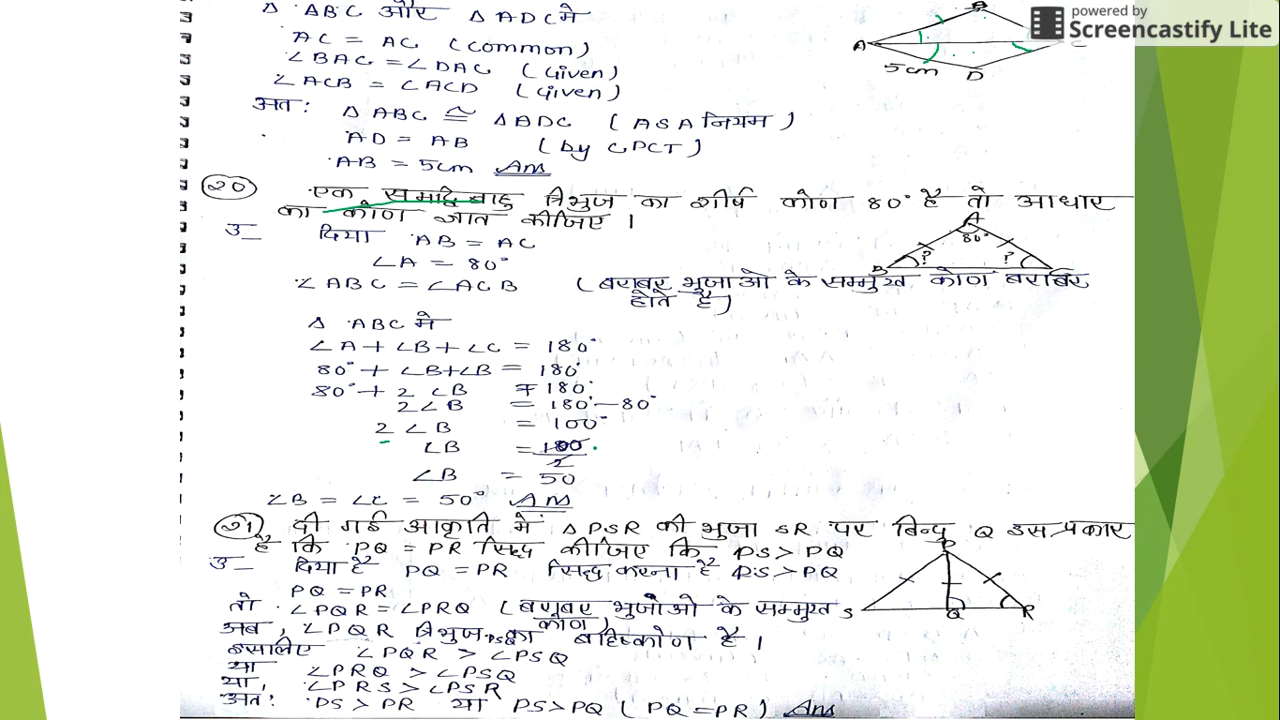 △ ABC और △ ADC में
AC = AC (common)
∠BAC = ∠DAC (Given)
∠ACB = ∠ACD (Given)
अत: △ ABC ≅ △ADC (ASA नियम)
AD = AB (by CPCT)
AB = 5cm Ans
B
A
C
5cm
D
powered by
Screencastify Lite
20 एक समद्विबाहु त्रिभुज का शीर्ष कोण 80° है तो आधार
का कोण ज्ञात कीजिए ।
उ- दिया AB = AC
∠A = 80°
∠ABC = ∠ACB (बराबर भुजाओ के सम्मुख कोण बराबर
होते है)
A
80°
? ?
B
△ ABC मे
∠A + ∠B + ∠C = 180°
80° + ∠B+∠B = 180°
80° + 2 ∠B = 180°
2∠B = 180° – 80°
2 ∠B = 100°
∠B = 100/2
∠B = 50
∠B = ∠C = 50° Ans
21 दी गई आकृति में △PSR की भुजा SR पर बिन्दु Q इस प्रकार
है कि PQ = PR सिद्ध कीजिए कि PS > PQ
उ- दिया है PQ = PR सिद्ध करना है PS > PQ
PQ = PR
तो ∠PQR = ∠PRQ (बराबर भुजाओ के सम्मुख
कोण)
अब, ∠PQR त्रिभुज PSQ का बहिष्कोण है ।
इसलिए ∠PQR > ∠PSQ
या ∠PRQ > ∠PSQ
या, ∠PRS > ∠PSR
अत: PS > PR या PS > PQ (PQ = PR) Ans
P
S
Q
R